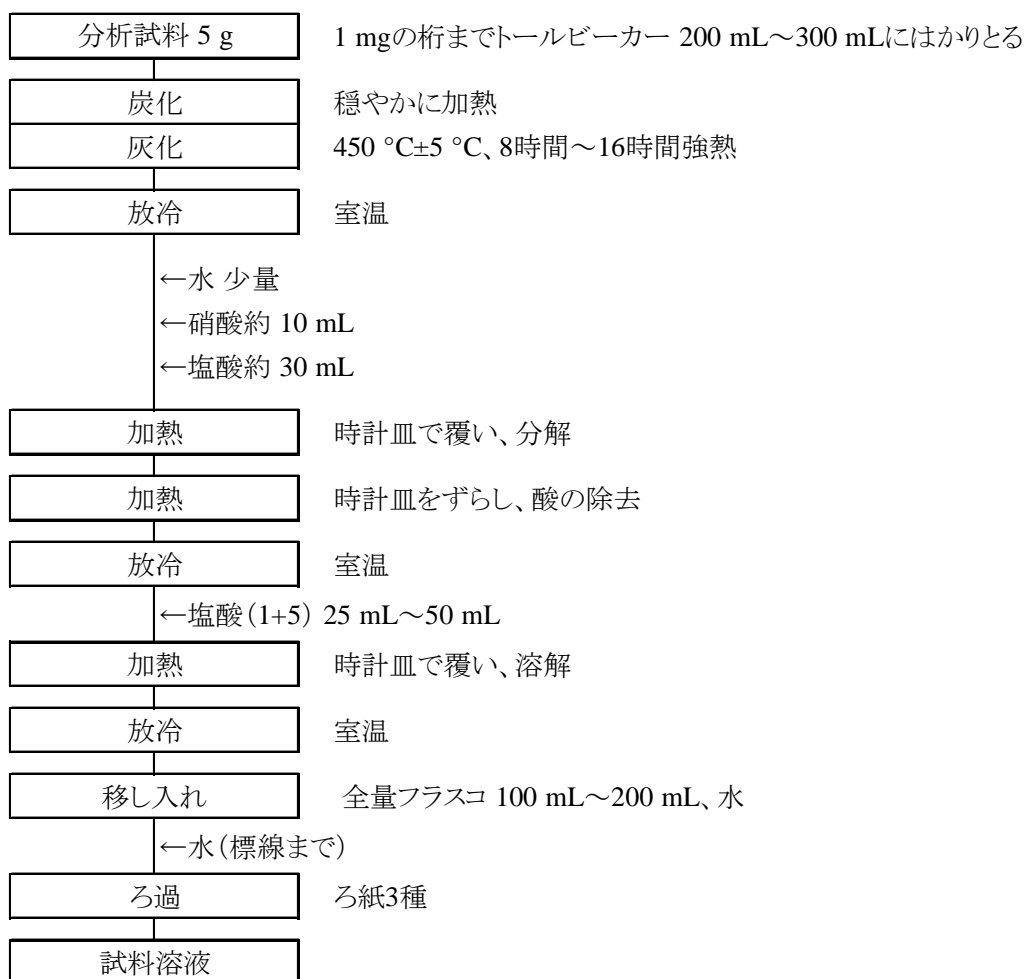 分析試料 5 g 1 mgの桁までトールビーカー 200 mL～300 mLにはかりとる
炭化 穏やかに加熱
灰化 450 °C±5 °C、8時間～16時間強熱
放冷 室温
←水 少量
←硝酸約 10 mL
←塩酸約 30 mL
加熱 時計皿で覆い、分解
加熱 時計皿をずらし、酸の除去
放冷 室温
←塩酸(1+5) 25 mL～50 mL
加熱 時計皿で覆い、溶解
放冷 室温
移し入れ 全量フラスコ 100 mL～200 mL、水
←水(標線まで)
ろ過 ろ紙3種
試料溶液